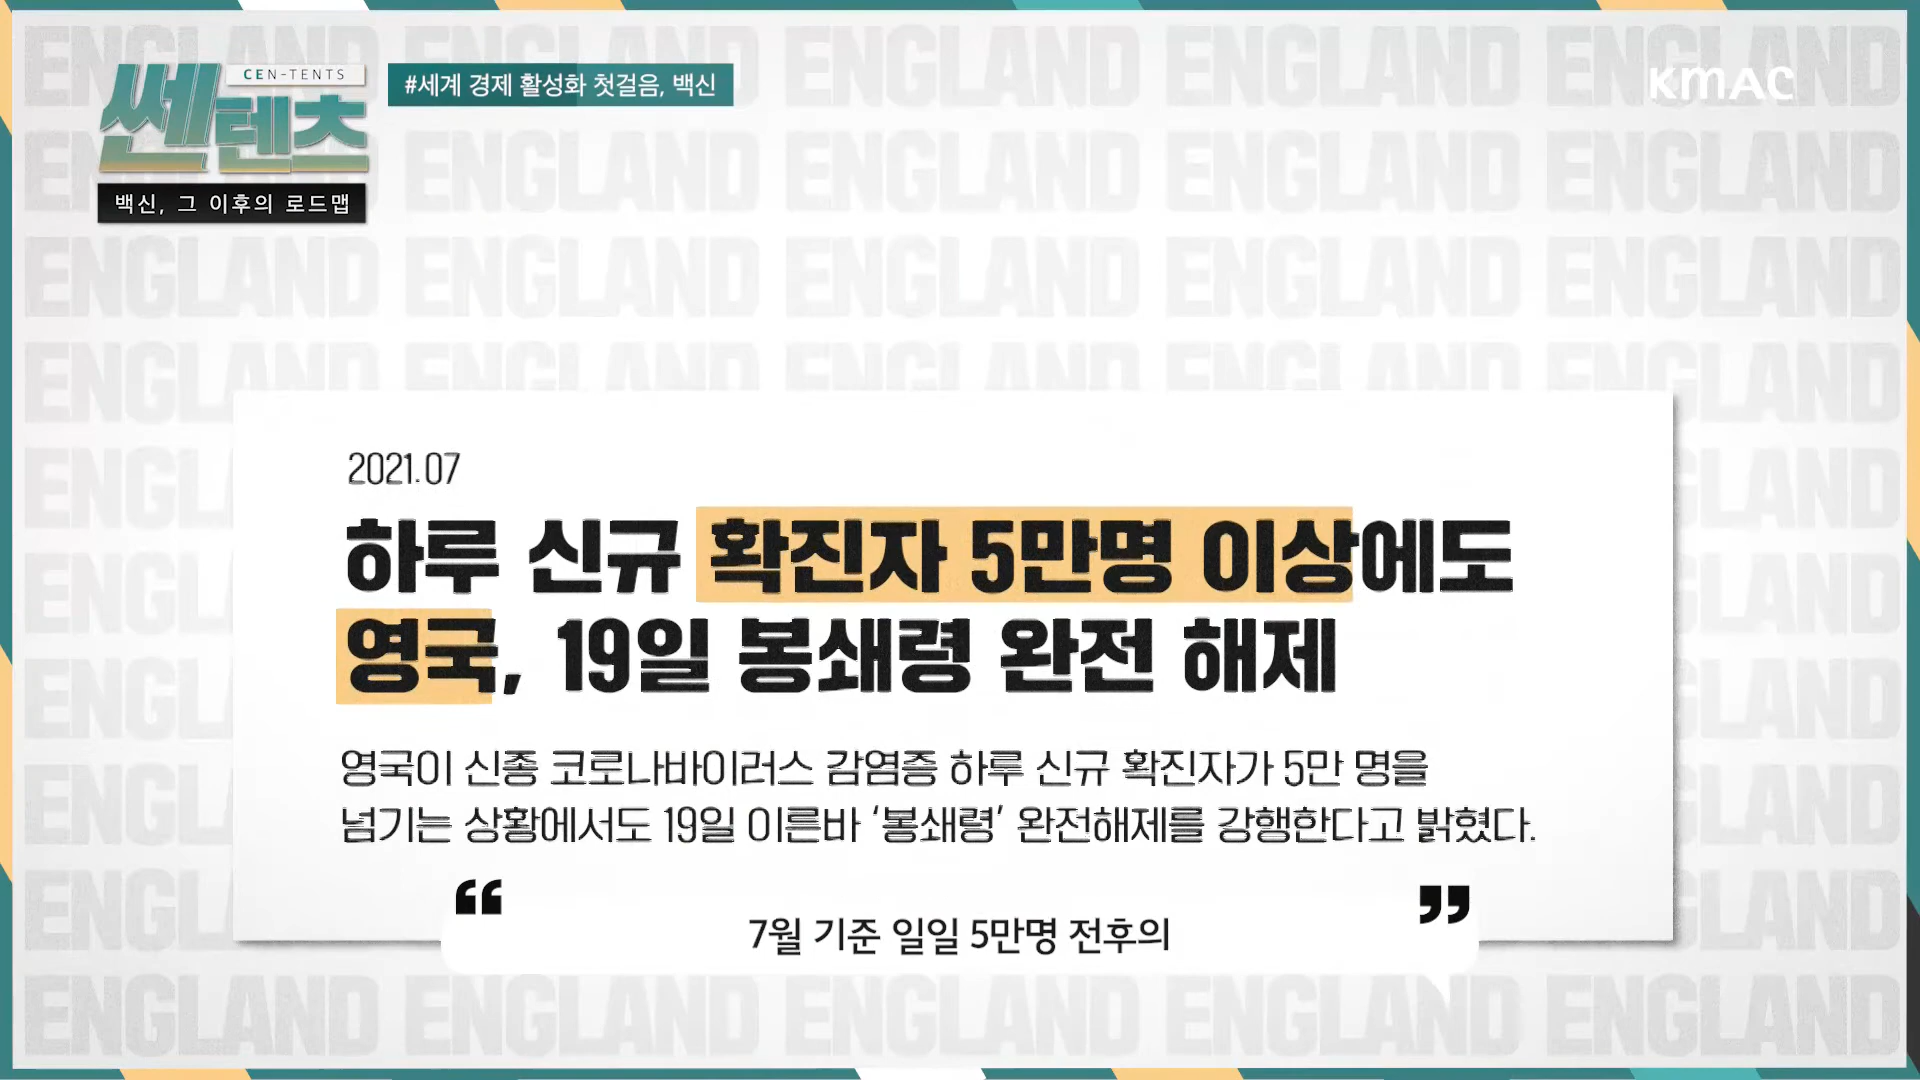 CEN-TENTS
쎈텐츠
백신, 그 이후의 로드맵
#세계 경제 활성화 첫걸음, 백신
KMAC
2021.07
하루 신규 확진자 5만명 이상에도
영국, 19일 봉쇄령 완전 해제
영국이 신종 코로나바이러스 감염증 하루 신규 확진자가 5만 명을
넘기는 상황에서도 19일 이른바 ‘봉쇄령’ 완전해제를 강행한다고 밝혔다.
“ 7월 기준 일일 5만명 전후의 ”
ENGLAND ENGLAND ENGLAND ENGLAND ENGLAND